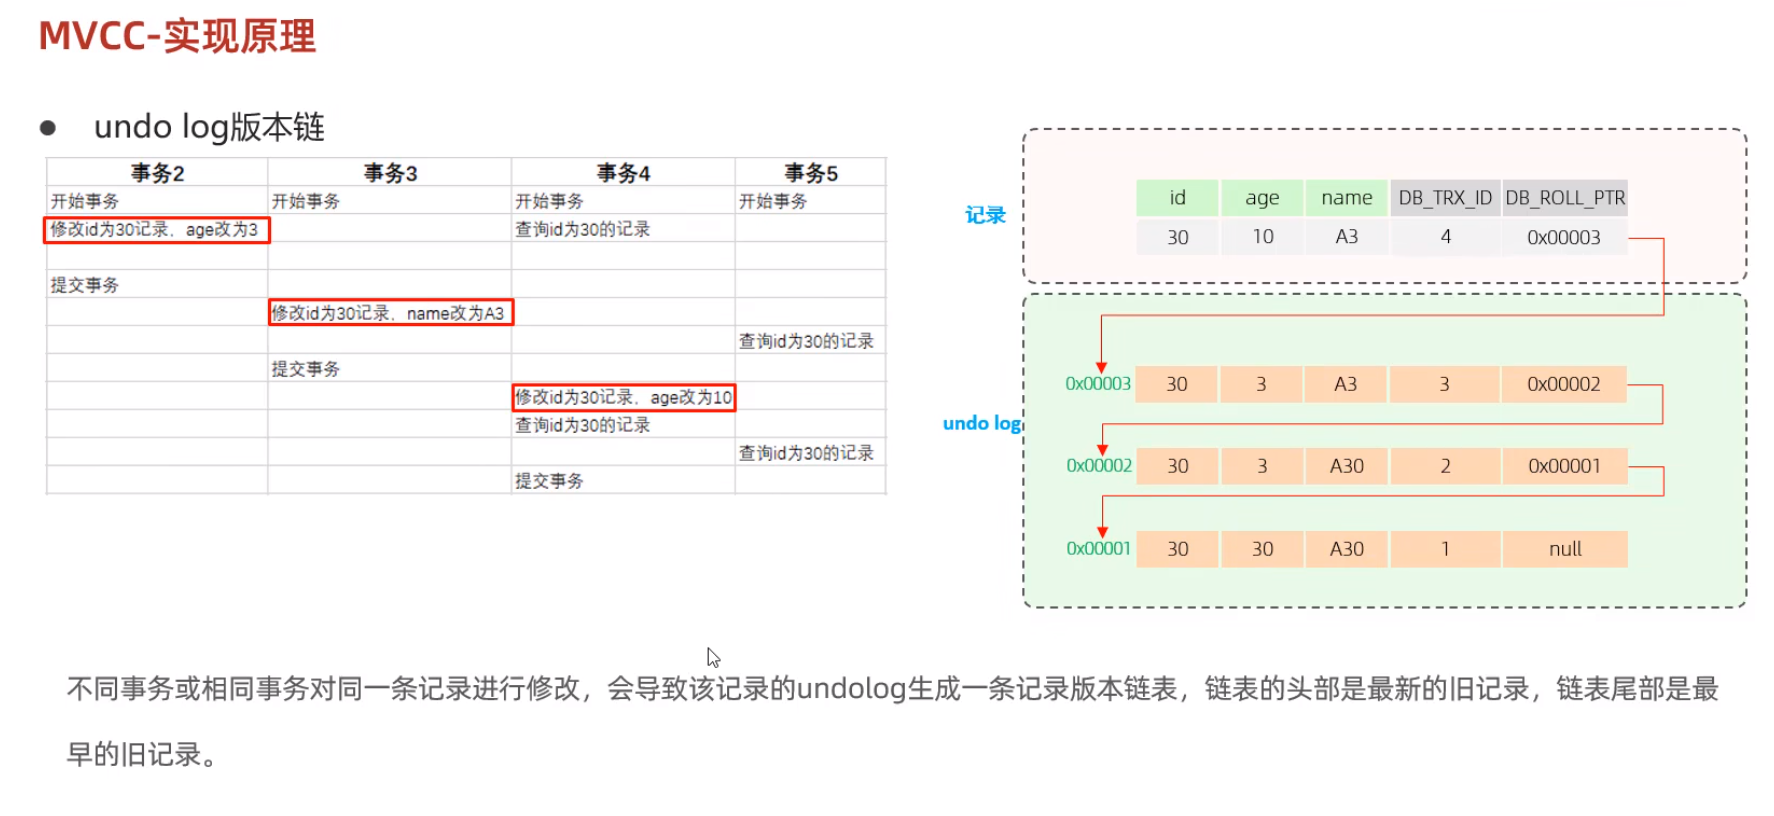 MVCC-实现原理
● undo log版本链
事务2 事务3 事务4 事务5
开始事务 开始事务 开始事务 开始事务
修改id为30记录，age改为3 查询id为30的记录
提交事务
修改id为30记录，name改为A3
查询id为30的记录
提交事务
修改id为30记录，age改为10
查询id为30的记录
查询id为30的记录
提交事务
记录
id age name DB_TRX_ID DB_ROLL_PTR
30 10 A3 4 0x00003
undo log
0x00003 30 3 A3 3 0x00002
0x00002 30 3 A30 2 0x00001
0x00001 30 30 A30 1 null
不同事务或相同事务对同一条记录进行修改，会导致该记录的undolog生成一条记录版本链表，链表的头部是最新的旧记录，链表尾部是最
早的旧记录。